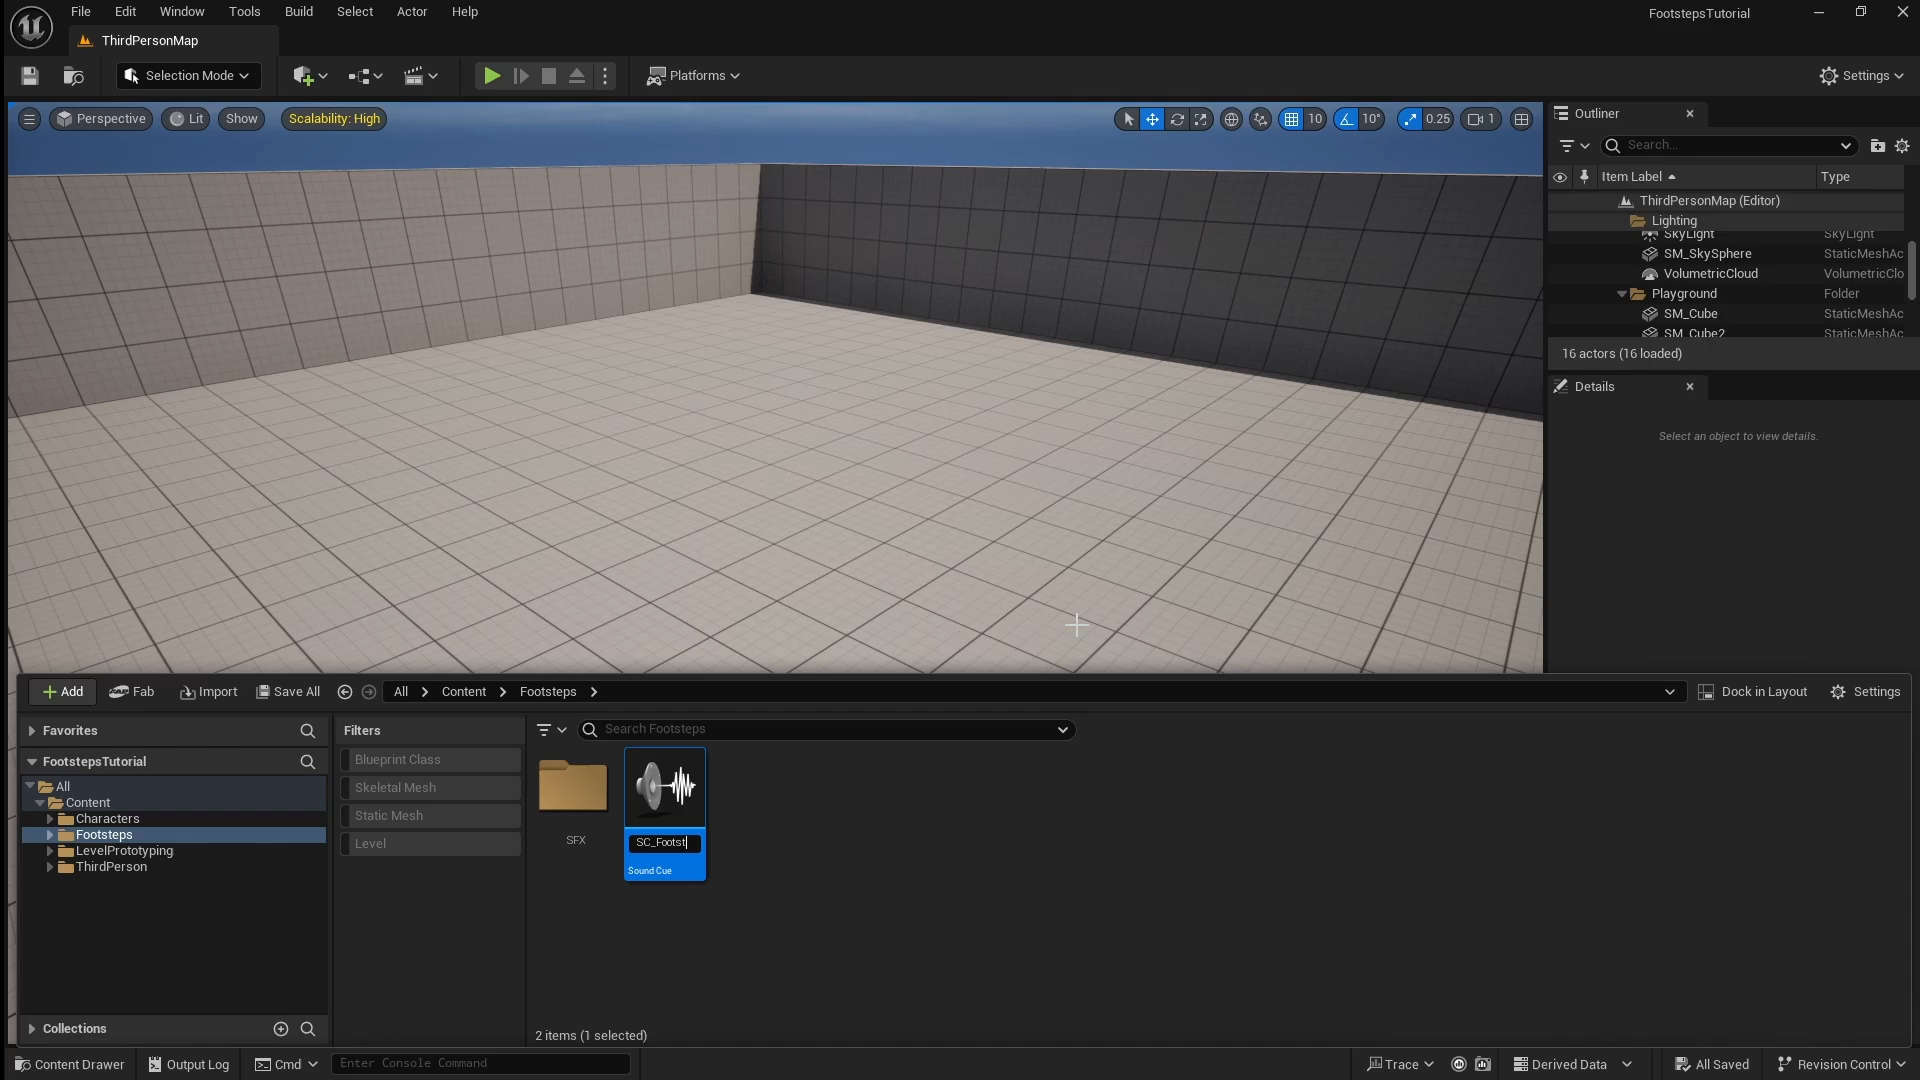 File Edit Window Tools Build Select Actor Help
FootstepsTutorial
ThirdPersonMap
Selection Mode
Platforms
Settings
Perspective Lit Show Scalability: High
10 10° 0.25 1
Outliner
Search...
Item Label Type
ThirdPersonMap (Editor)
Lighting
SkyLight SkyLight
SM_SkySphere StaticMeshAc
VolumetricCloud VolumetricClo
Playground Folder
SM_Cube StaticMeshAc
SM_Cube2 StaticMeshAc
16 actors (16 loaded)
Details
Select an object to view details.
Add Fab Import Save All All Content Footsteps Dock in Layout Settings
Favorites
FootstepsTutorial
All
Content
Characters
Footsteps
LevelPrototyping
ThirdPerson
Collections
Filters
Blueprint Class
Skeletal Mesh
Static Mesh
Level
Search Footsteps
SFX
SC_Footst
Sound Cue
2 items (1 selected)
Content Drawer Output Log Cmd Enter Console Command Trace Derived Data All Saved Revision Control